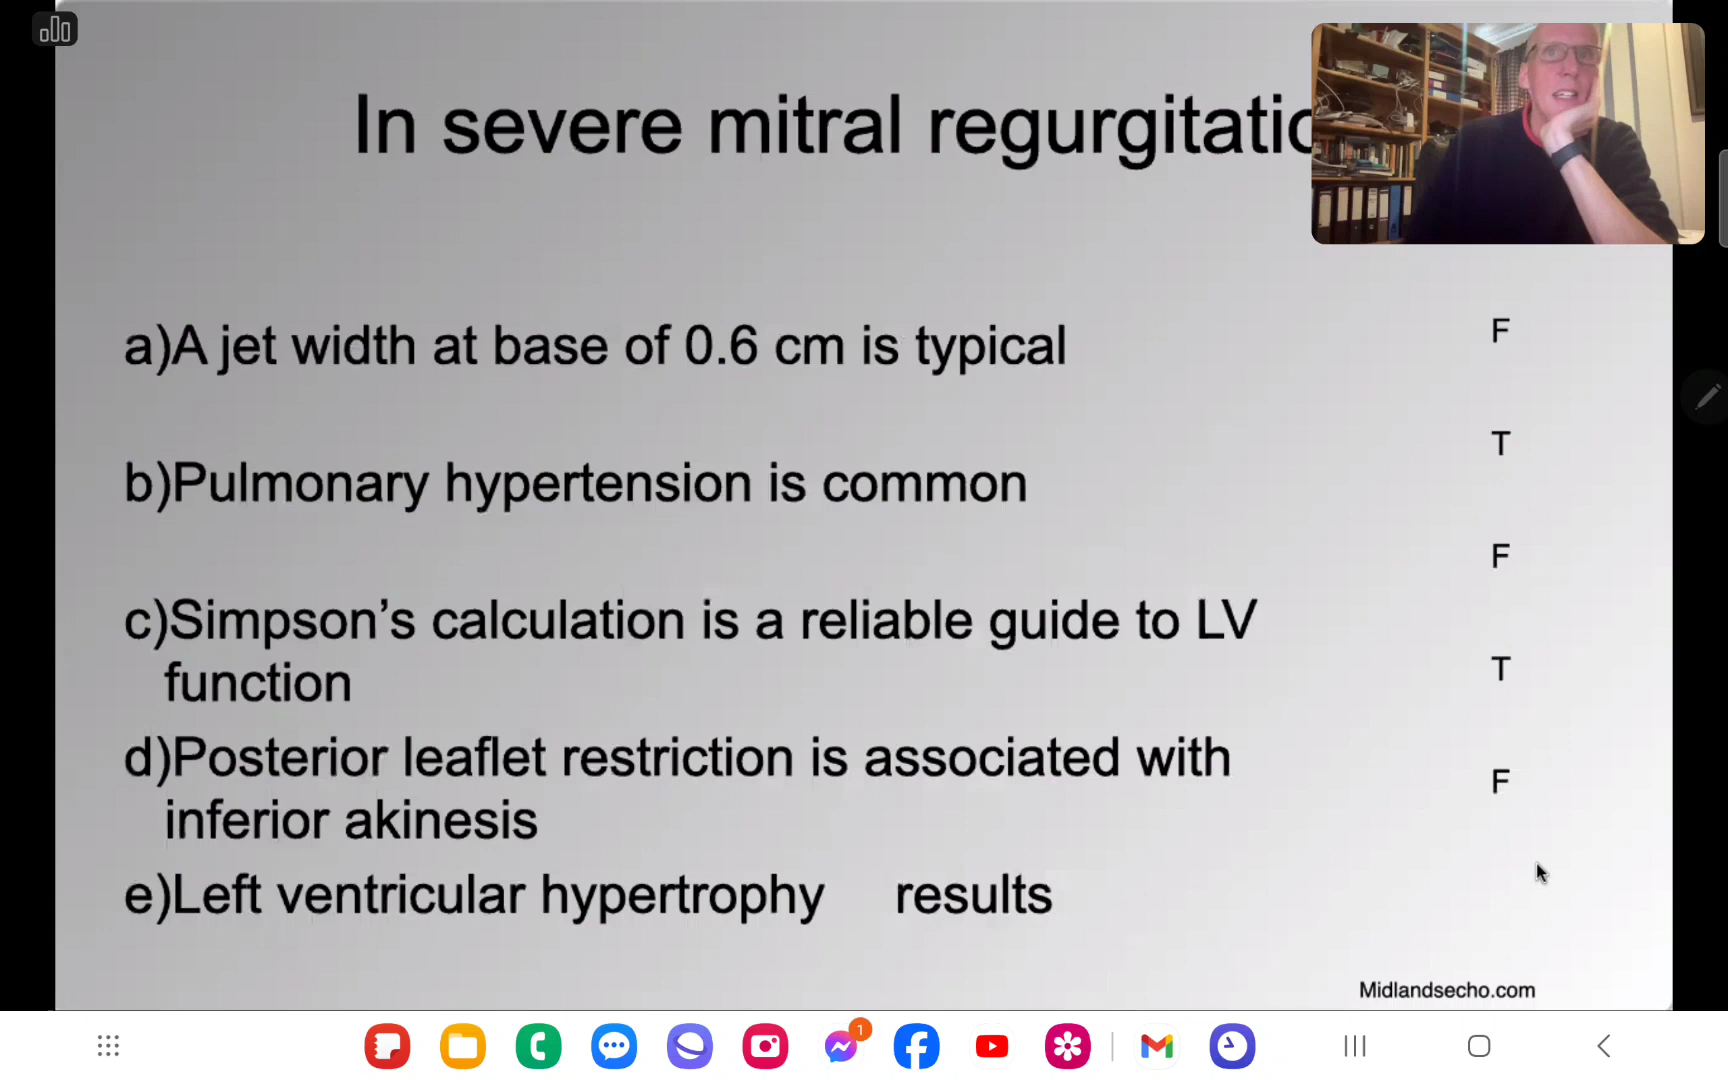 In severe mitral regurgitatio
a)A jet width at base of 0.6 cm is typical
F
b)Pulmonary hypertension is common
T
c)Simpson's calculation is a reliable guide to LV
function
F
d)Posterior leaflet restriction is associated with
inferior akinesis
T
e)Left ventricular hypertrophy results
F
Midlandsecho.com
1